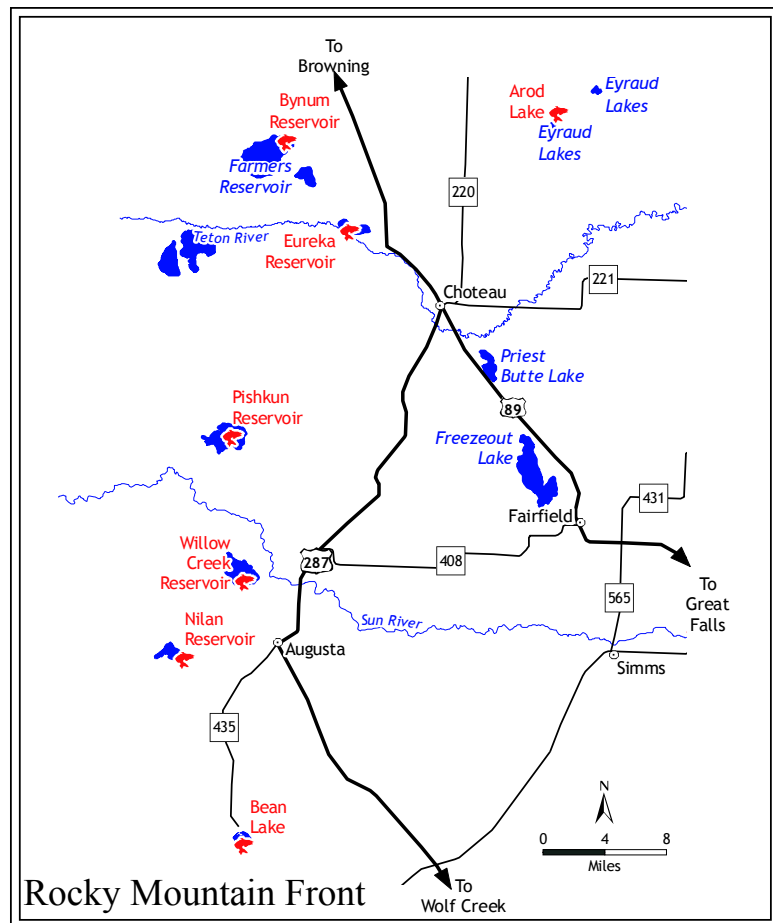 To
Browning
Bynum
Reservoir
Arod
Lake
Eyraud
Lakes
Eyraud
Lakes
Farmers
Reservoir
220
Teton River
Eureka
Reservoir
221
Choteau
Priest
Butte Lake
Pishkun
Reservoir
89
Freezeout
Lake
431
Fairfield
Willow
Creek
Reservoir
287
408
To
Great
Falls
565
Nilan
Reservoir
Sun River
Augusta
Simms
435
N
Bean
Lake
0 4 8
Miles
Rocky Mountain Front
To
Wolf Creek